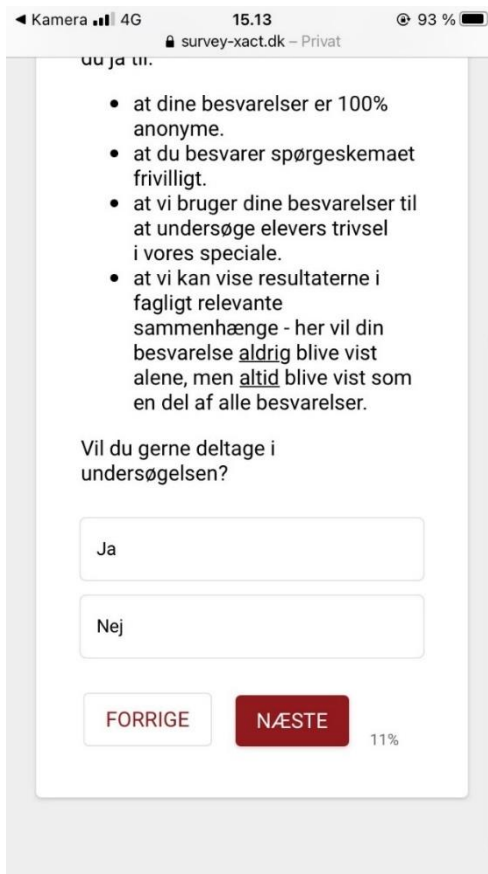 Kamera 4G 15.13 93 %
survey-xact.dk – Privat
du ja til:
at dine besvarelser er 100%
anonyme.
at du besvarer spørgeskemaet
frivilligt.
at vi bruger dine besvarelser til
at undersøge elevers trivsel
i vores speciale.
at vi kan vise resultaterne i
fagligt relevante
sammenhænge - her vil din
besvarelse aldrig blive vist
alene, men altid blive vist som
en del af alle besvarelser.
Vil du gerne deltage i
undersøgelsen?
Ja
Nej
FORRIGE NÆSTE 11%